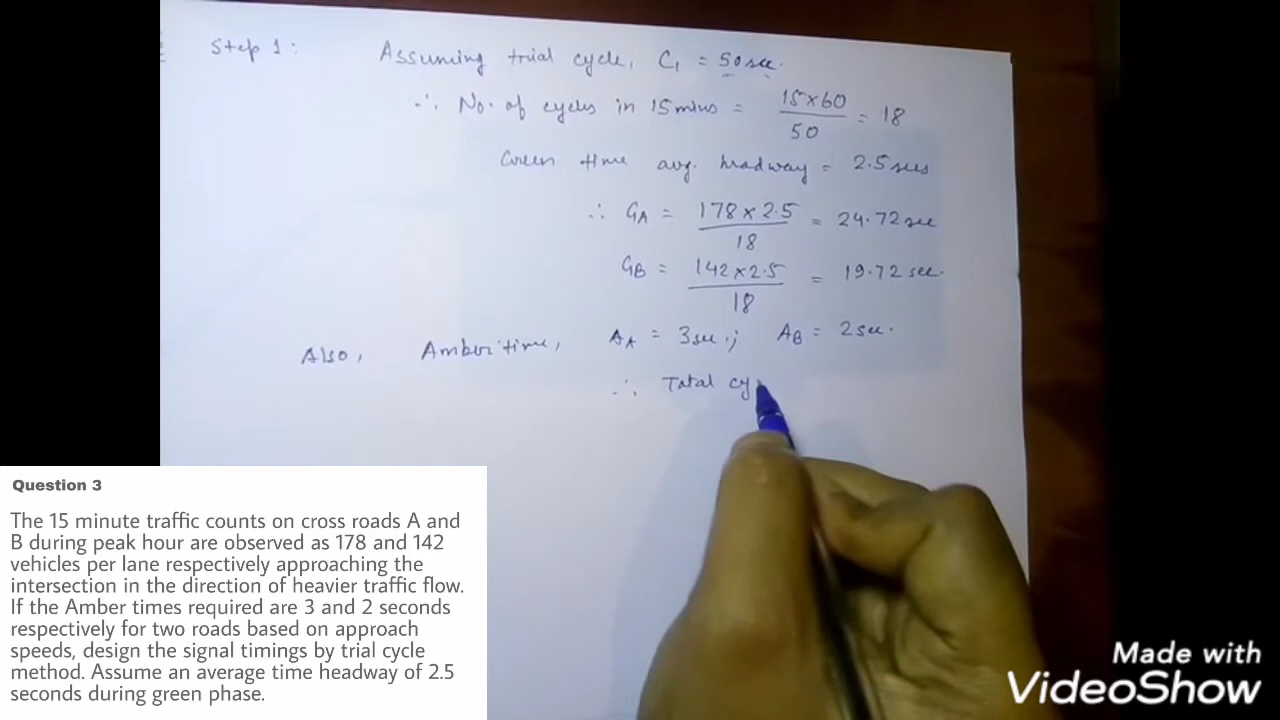 Step 1: Assuming trial cycle, C1 = 50 sec.
∴ No. of cycles in 15 mins = 15×60 / 50 = 18
Green time avg. headway = 2.5 secs
∴ GA = 178 × 2.5 / 18 = 24.72 sec
GB = 142 × 2.5 / 18 = 19.72 sec.
Also, Amber time, AA = 3 sec.; AB = 2 sec.
∴ Total cy
Question 3
The 15 minute traffic counts on cross roads A and
B during peak hour are observed as 178 and 142
vehicles per lane respectively approaching the
intersection in the direction of heavier traffic flow.
If the Amber times required are 3 and 2 seconds
respectively for two roads based on approach
speeds, design the signal timings by trial cycle
method. Assume an average time headway of 2.5
seconds during green phase.
Made with
VideoShow